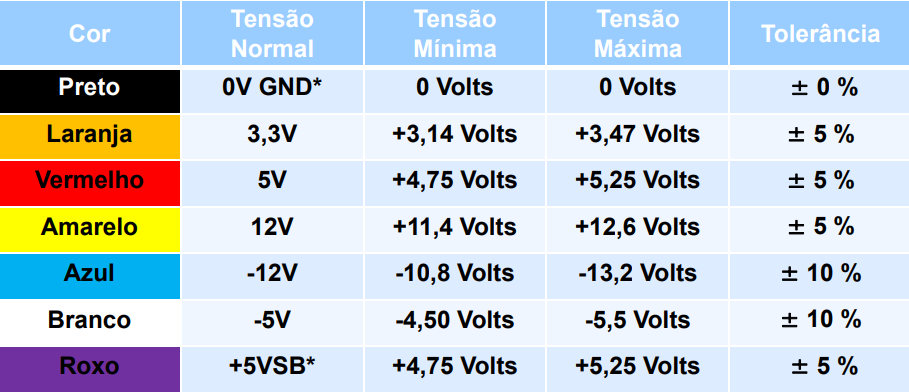 Cor Tensão Normal Tensão Mínima Tensão Máxima Tolerância
Preto 0V GND* 0 Volts 0 Volts ± 0 %
Laranja 3,3V +3,14 Volts +3,47 Volts ± 5 %
Vermelho 5V +4,75 Volts +5,25 Volts ± 5 %
Amarelo 12V +11,4 Volts +12,6 Volts ± 5 %
Azul -12V -10,8 Volts -13,2 Volts ± 10 %
Branco -5V -4,50 Volts -5,5 Volts ± 10 %
Roxo +5VSB* +4,75 Volts +5,25 Volts ± 5 %